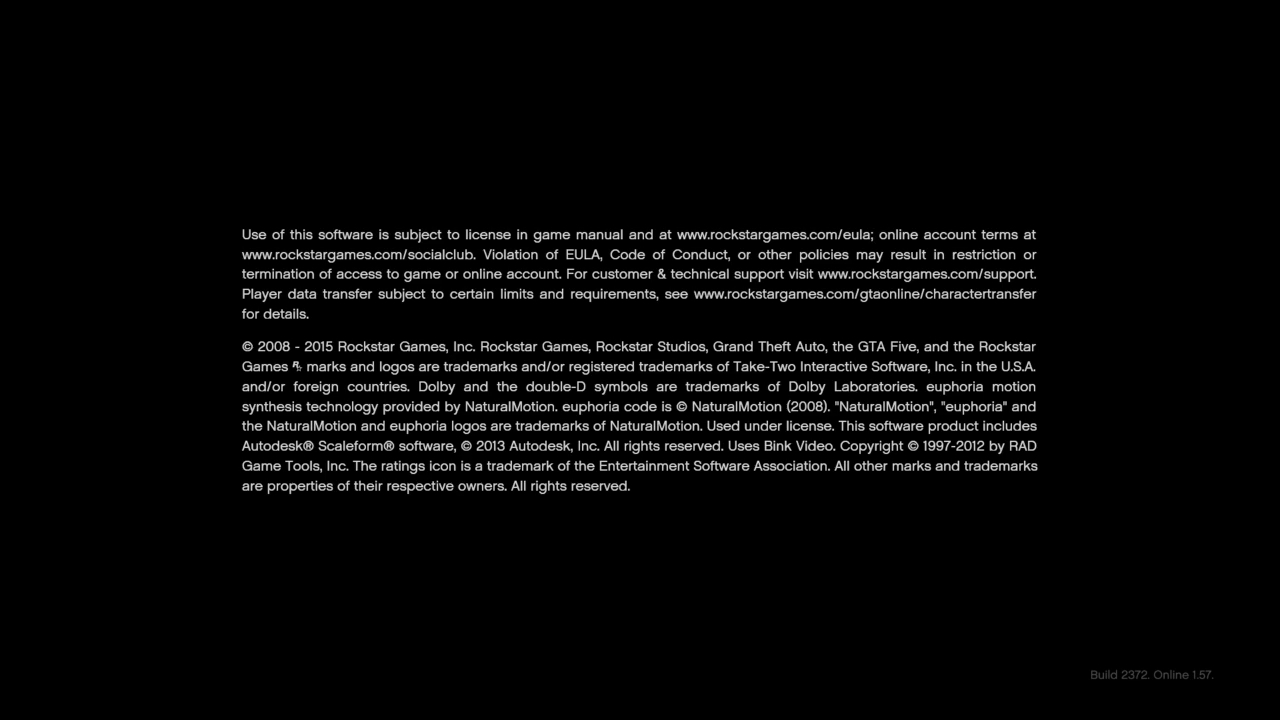 Use of this software is subject to license in game manual and at www.rockstargames.com/eula; online account terms at
www.rockstargames.com/socialclub. Violation of EULA, Code of Conduct, or other policies may result in restriction or
termination of access to game or online account. For customer & technical support visit www.rockstargames.com/support.
Player data transfer subject to certain limits and requirements, see www.rockstargames.com/gtaonline/charactertransfer
for details.
© 2008 - 2015 Rockstar Games, Inc. Rockstar Games, Rockstar Studios, Grand Theft Auto, the GTA Five, and the Rockstar
Games R* marks and logos are trademarks and/or registered trademarks of Take-Two Interactive Software, Inc. in the U.S.A.
and/or foreign countries. Dolby and the double-D symbols are trademarks of Dolby Laboratories. euphoria motion
synthesis technology provided by NaturalMotion. euphoria code is © NaturalMotion (2008). "NaturalMotion", "euphoria" and
the NaturalMotion and euphoria logos are trademarks of NaturalMotion. Used under license. This software product includes
Autodesk® Scaleform® software, © 2013 Autodesk, Inc. All rights reserved. Uses Bink Video. Copyright © 1997-2012 by RAD
Game Tools, Inc. The ratings icon is a trademark of the Entertainment Software Association. All other marks and trademarks
are properties of their respective owners. All rights reserved.
Build 2372. Online 1.57.